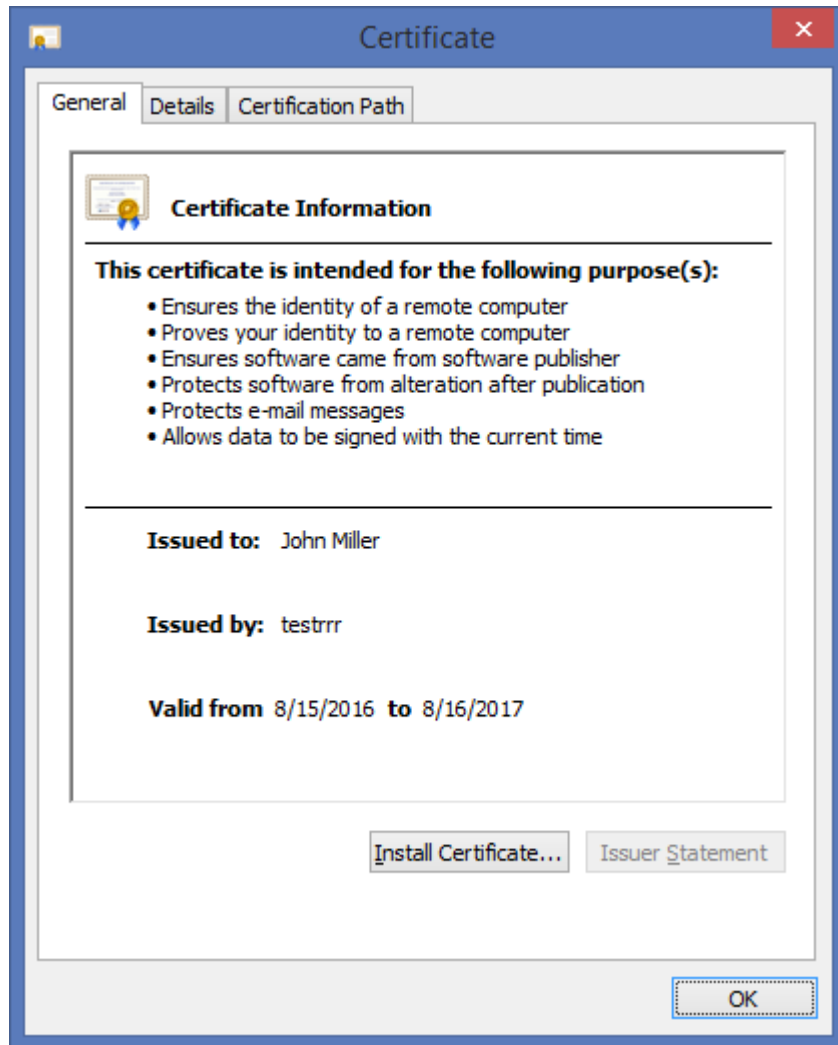 Certificate
General Details Certification Path
Certificate Information
This certificate is intended for the following purpose(s):
• Ensures the identity of a remote computer
• Proves your identity to a remote computer
• Ensures software came from software publisher
• Protects software from alteration after publication
• Protects e-mail messages
• Allows data to be signed with the current time
Issued to: John Miller
Issued by: testrrr
Valid from 8/15/2016 to 8/16/2017
Install Certificate... Issuer Statement
OK